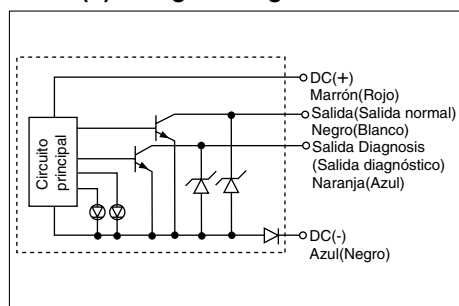 Circuito
principal
DC(+)
Marrón(Rojo)
Salida(Salida normal)
Negro(Blanco)
Salida Diagnosis
(Salida diagnóstico)
Naranja(Azul)
DC(-)
Azul(Negro)